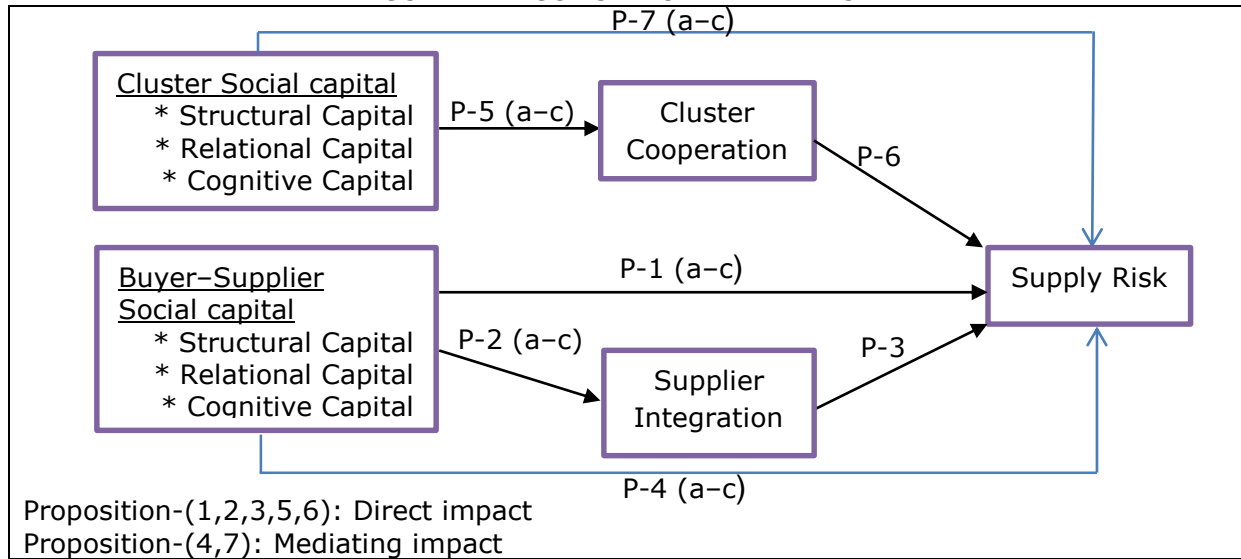 P-7 (a–c)
Cluster Social capital
* Structural Capital
* Relational Capital
* Cognitive Capital
P-5 (a–c)
Cluster
Cooperation
P-6
Buyer–Supplier
Social capital
* Structural Capital
* Relational Capital
* Cognitive Capital
P-1 (a–c)
P-2 (a–c)
Supplier
Integration
P-3
Supply Risk
P-4 (a–c)
Proposition-(1,2,3,5,6): Direct impact
Proposition-(4,7): Mediating impact